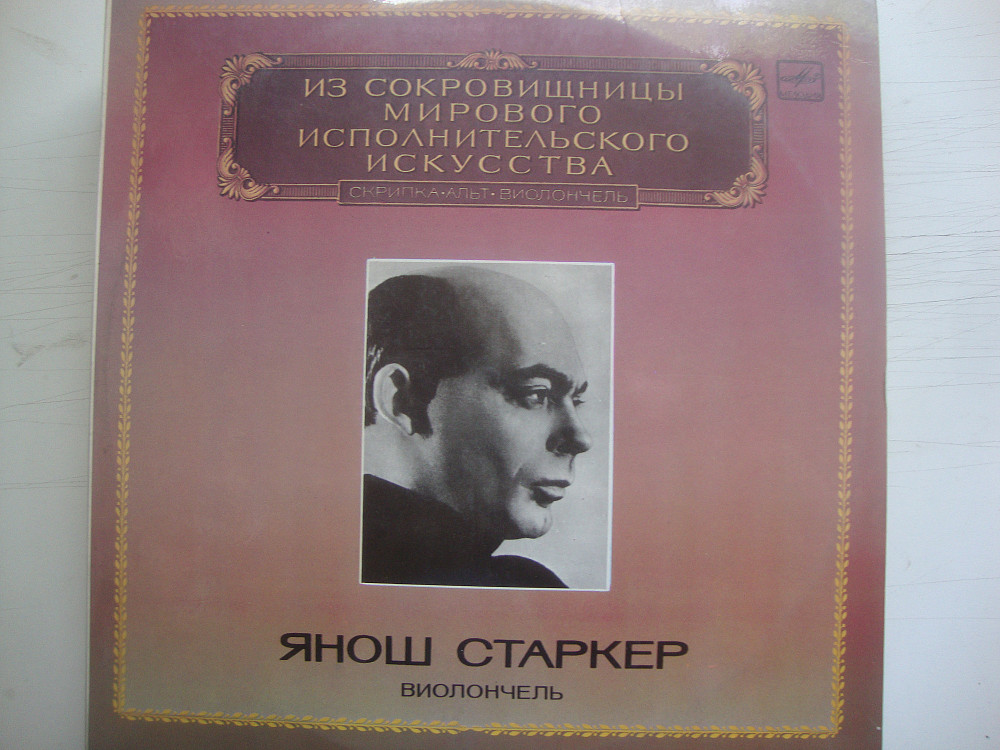 ИЗ СОКРОВИЩНИЦЫ
МИРОВОГО
ИСПОЛНИТЕЛЬСКОГО
ИСКУССТВА
СКРИПКА•АЛЬТ•ВИОЛОНЧЕЛЬ
ЯНОШ СТАРКЕР
ВИОЛОНЧЕЛЬ